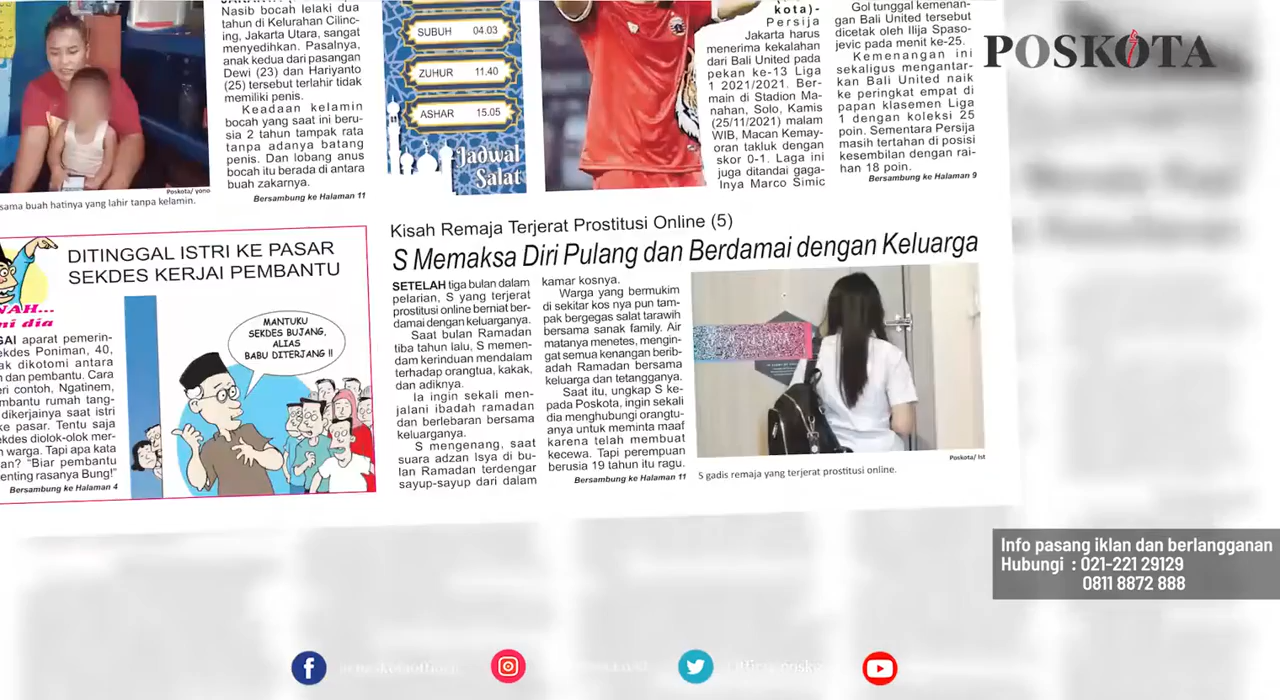 JAKARTA (Poskota)-
Nasib bocah lelaki dua
tahun di Kelurahan Cilinc-
ing, Jakarta Utara, sangat
menyedihkan. Pasalnya,
anak kedua dari pasangan
Dewi (23) dan Hariyanto
(25) tersebut terlahir tidak
memiliki penis.
Keadaan kelamin
bocah yang saat ini beru-
sia 2 tahun tampak rata
tanpa adanya batang
penis. Dan lobang anus
bocah itu berada di antara
buah zakarnya.
Bersambung ke Halaman 11
Poskota/ yono
sama buah hatinya yang lahir tanpa kelamin.
SUBUH 04.03
ZUHUR 11.40
ASHAR 15.05
Jadwal
Salat
kota)-
Persija
Jakarta harus
menerima kekalahan
dari Bali United pada
pekan ke-13 Liga
1 2021/2021. Ber-
main di Stadion Ma-
nahan, Solo, Kamis
(25/11/2021) malam
WIB, Macan Kemay-
oran takluk dengan
skor 0-1. Laga ini
juga ditandai gaga-
lnya Marco Simic
Gol tunggal kemenan-
gan Bali United tersebut
dicetak oleh Ilija Spaso-
jevic pada menit ke-25.
Kemenangan ini
sekaligus mengantar-
kan Bali United naik
ke peringkat empat di
papan klasemen Liga
1 dengan koleksi 25
poin. Sementara Persija
masih tertahan di posisi
kesembilan dengan rai-
han 18 poin.
Bersambung ke Halaman 9
POSKOTA
NAH...
ni dia
DITINGGAL ISTRI KE PASAR
SEKDES KERJAI PEMBANTU
GAI aparat pemerin-
ekdes Poniman, 40,
ak dikotomi antara
n dan pembantu. Cara
eri contoh, Ngatinem,
mbantu rumah tang-
dikerjainya saat istri
ke pasar. Tentu saja
ekdes diolok-olok mer-
n warga. Tapi apa kata
an? "Biar pembantu
enting rasanya Bung!"
Bersambung ke Halaman 4
MANTUKU
SEKDES BUJANG,
ALIAS
BABU DITERJANG !!
Kisah Remaja Terjerat Prostitusi Online (5)
S Memaksa Diri Pulang dan Berdamai dengan Keluarga
SETELAH tiga bulan dalam
pelarian, S yang terjerat
prostitusi online berniat ber-
damai dengan keluarganya.
Saat bulan Ramadan
tiba tahun lalu, S memen-
dam kerinduan mendalam
terhadap orangtua, kakak,
dan adiknya.
Ia ingin sekali men-
jalani ibadah ramadan
dan berlebaran bersama
keluarganya.
S mengenang, saat
suara adzan Isya di bu-
lan Ramadan terdengar
sayup-sayup dari dalam
kamar kosnya.
Warga yang bermukim
di sekitar kos nya pun tam-
pak bergegas salat tarawih
bersama sanak family. Air
matanya menetes, mengin-
gat semua kenangan berib-
adah Ramadan bersama
keluarga dan tetangganya.
Saat itu, ungkap S ke-
pada Poskota, ingin sekali
dia menghubungi orangtu-
anya untuk meminta maaf
karena telah membuat
kecewa. Tapi perempuan
berusia 19 tahun itu ragu.
Bersambung ke Halaman 11
Poskota/ Ist
S gadis remaja yang terjerat prostitusi online.
Info pasang iklan dan berlangganan
Hubungi : 021-221 29129
0811 8872 888